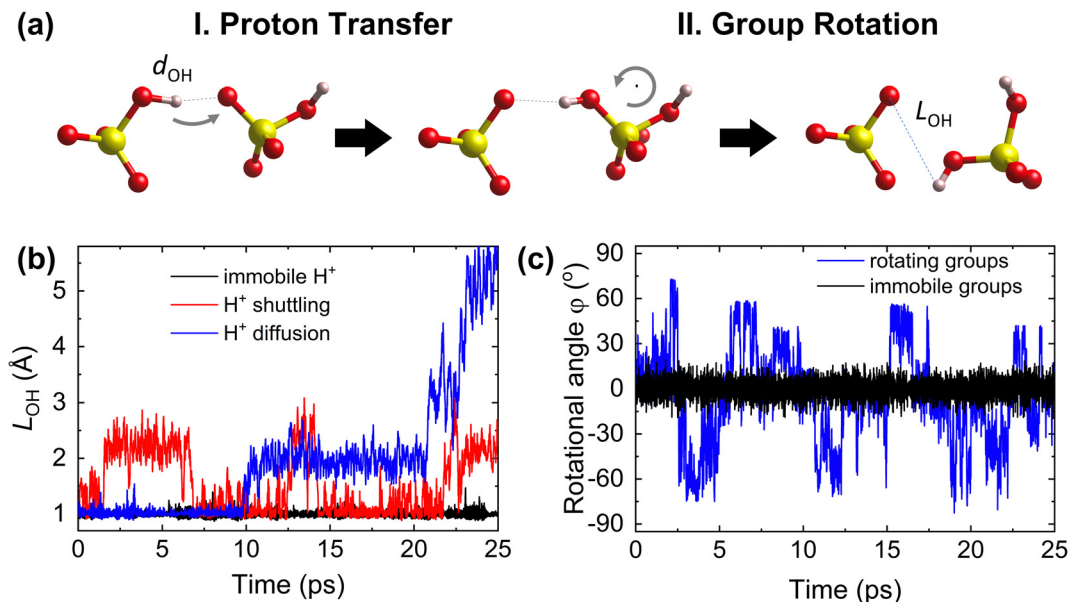 (a)
I. Proton Transfer
II. Group Rotation
dOH
LOH
(b)
immobile H⁺
H⁺ shuttling
H⁺ diffusion
LOH (Å)
5
4
3
2
1
0 5 10 15 20 25
Time (ps)
(c)
rotating groups
immobile groups
Rotational angle φ (º)
90
60
30
0
-30
-60
-90
0 5 10 15 20 25
Time (ps)